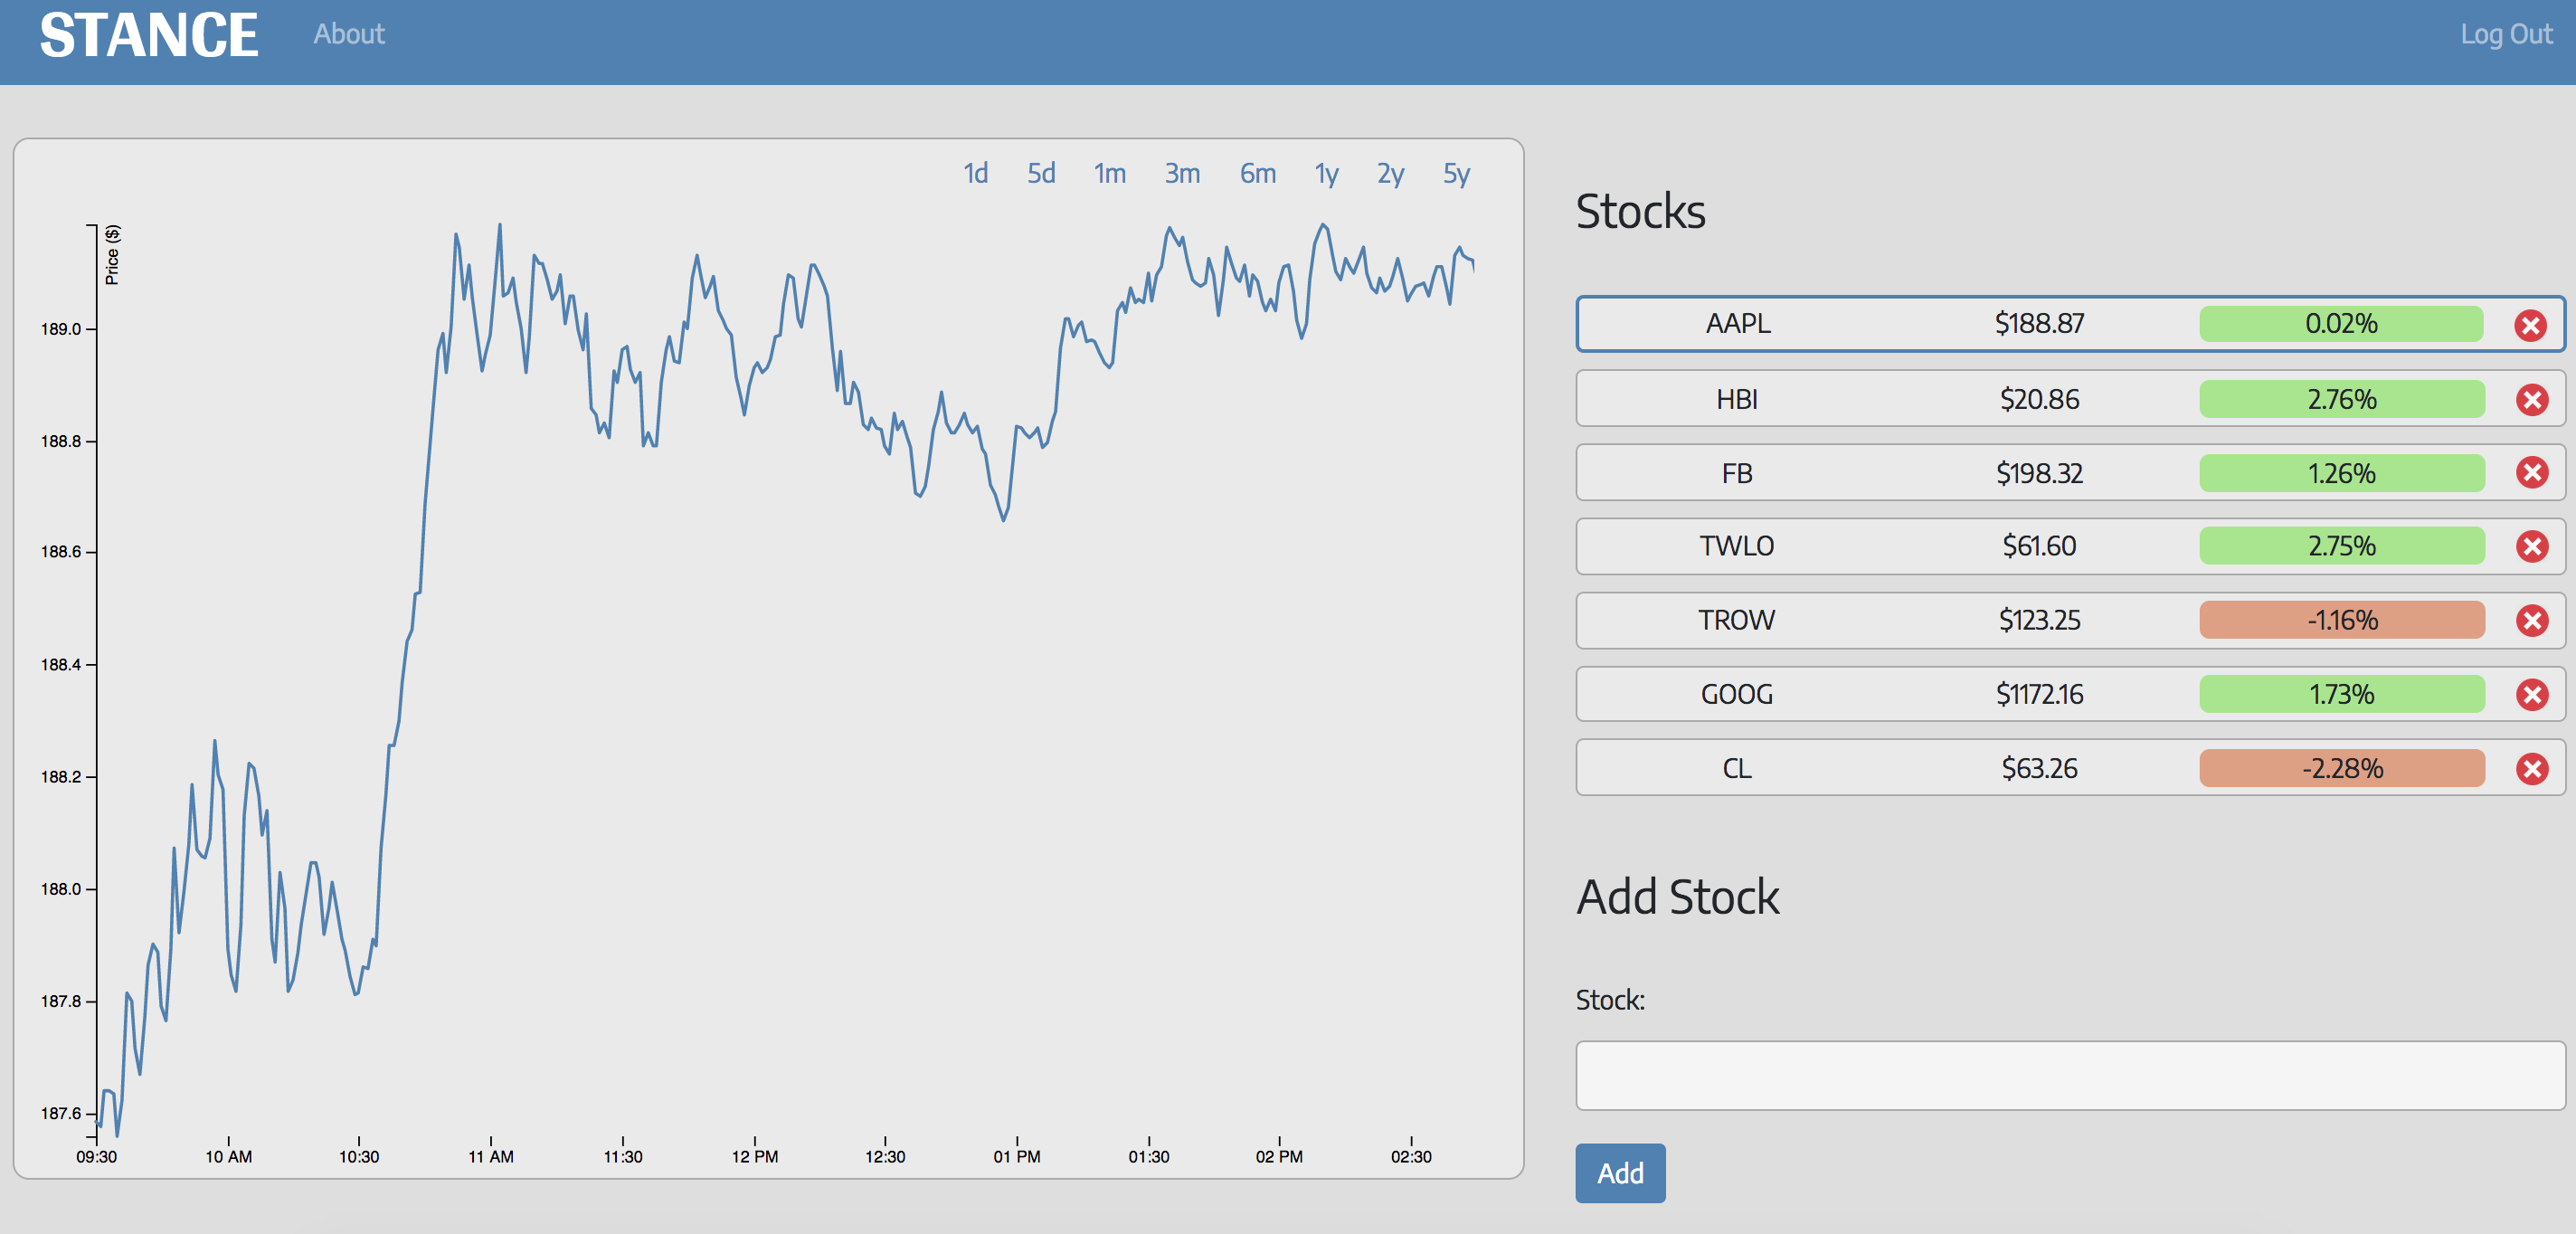 STANCE About Log Out
1d 5d 1m 3m 6m 1y 2y 5y
Price ($)
189.0
188.8
188.6
188.4
188.2
188.0
187.8
187.6
09:30 10 AM 10:30 11 AM 11:30 12 PM 12:30 01 PM 01:30 02 PM 02:30
Stocks
AAPL $188.87 0.02%
HBI $20.86 2.76%
FB $198.32 1.26%
TWLO $61.60 2.75%
TROW $123.25 -1.16%
GOOG $1172.16 1.73%
CL $63.26 -2.28%
Add Stock
Stock:
Add